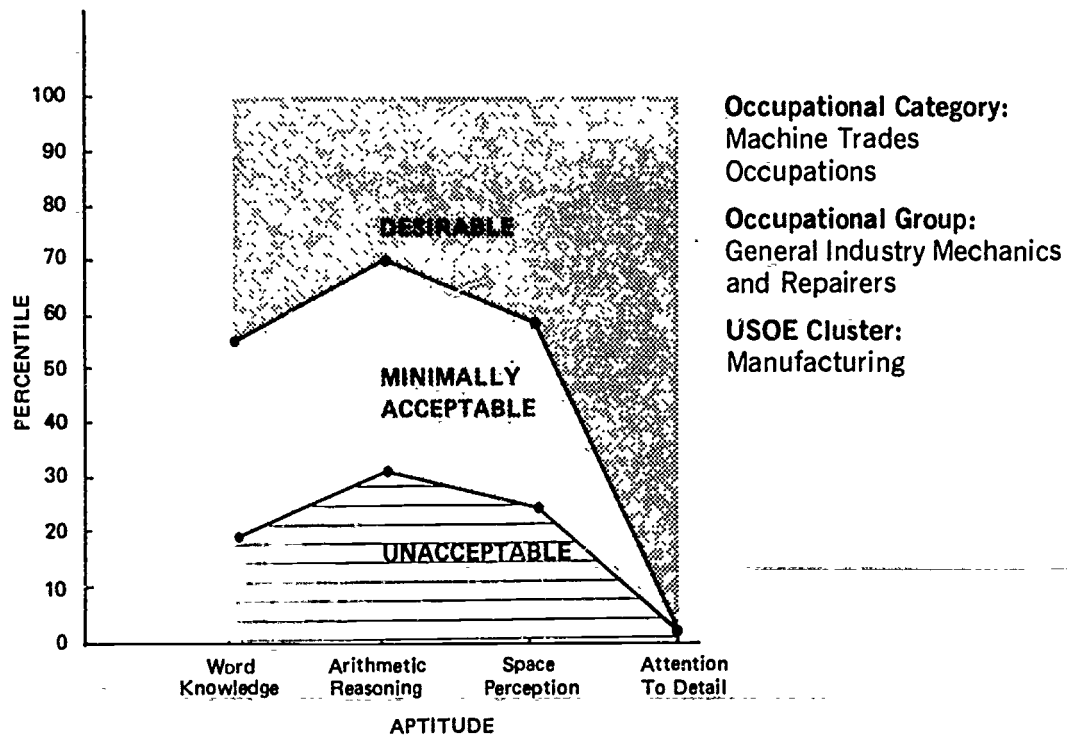 100
90
80
70
60
50
40
30
20
10
0
PERCENTILE
DESIRABLE
MINIMALLY
ACCEPTABLE
UNACCEPTABLE
Word
Knowledge
Arithmetic
Reasoning
Space
Perception
Attention
To Detail
APTITUDE
Occupational Category:
Machine Trades
Occupations
Occupational Group:
General Industry Mechanics
and Repairers
USOE Cluster:
Manufacturing